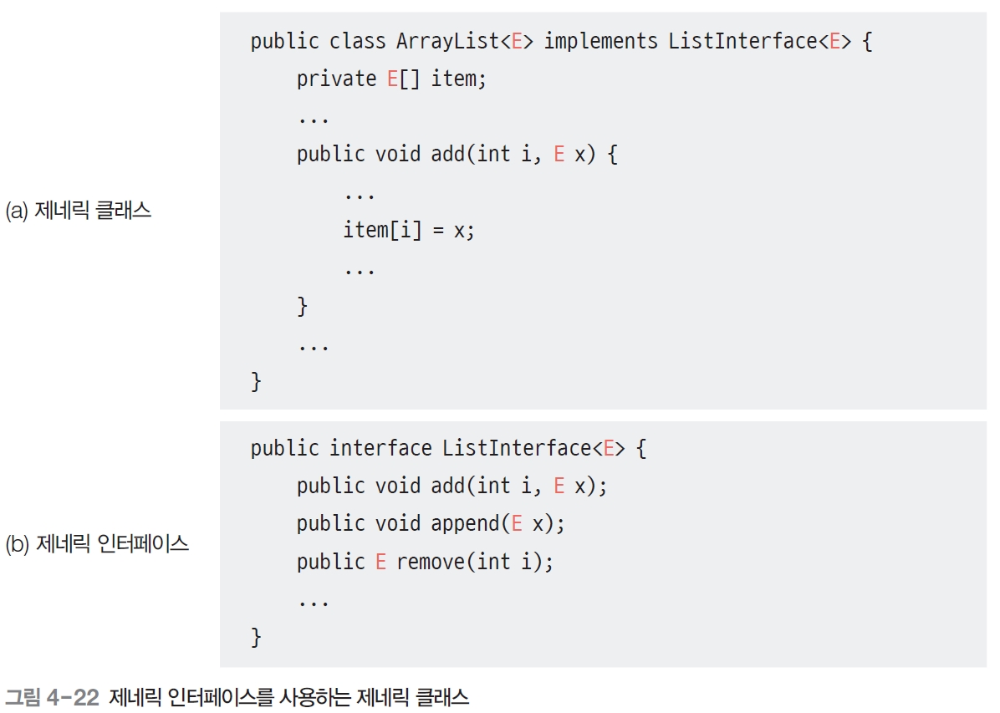 public class ArrayList<E> implements ListInterface<E> {
private E[] item;
...
public void add(int i, E x) {
...
item[i] = x;
...
}
...
}
(a) 제네릭 클래스
public interface ListInterface<E> {
public void add(int i, E x);
public void append(E x);
public E remove(int i);
...
}
(b) 제네릭 인터페이스
그림 4-22 제네릭 인터페이스를 사용하는 제네릭 클래스